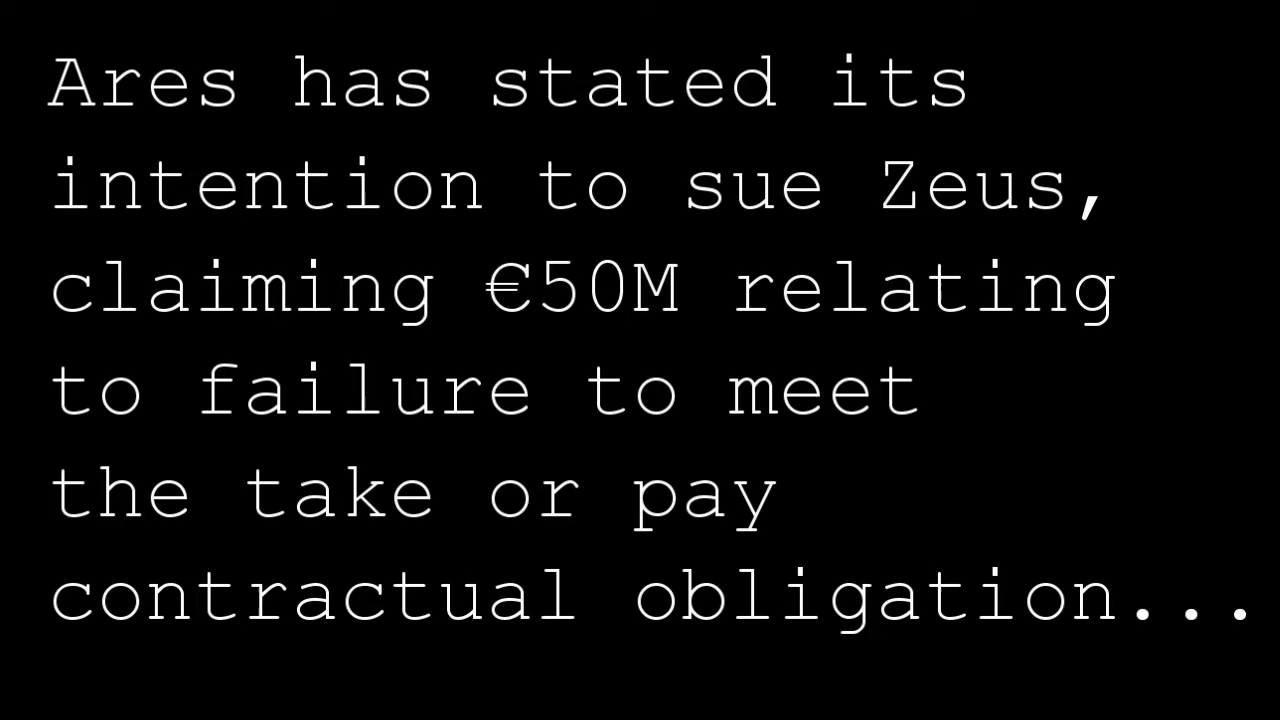 Ares has stated its
intention to sue Zeus,
claiming €50M relating
to failure to meet
the take or pay
contractual obligation...